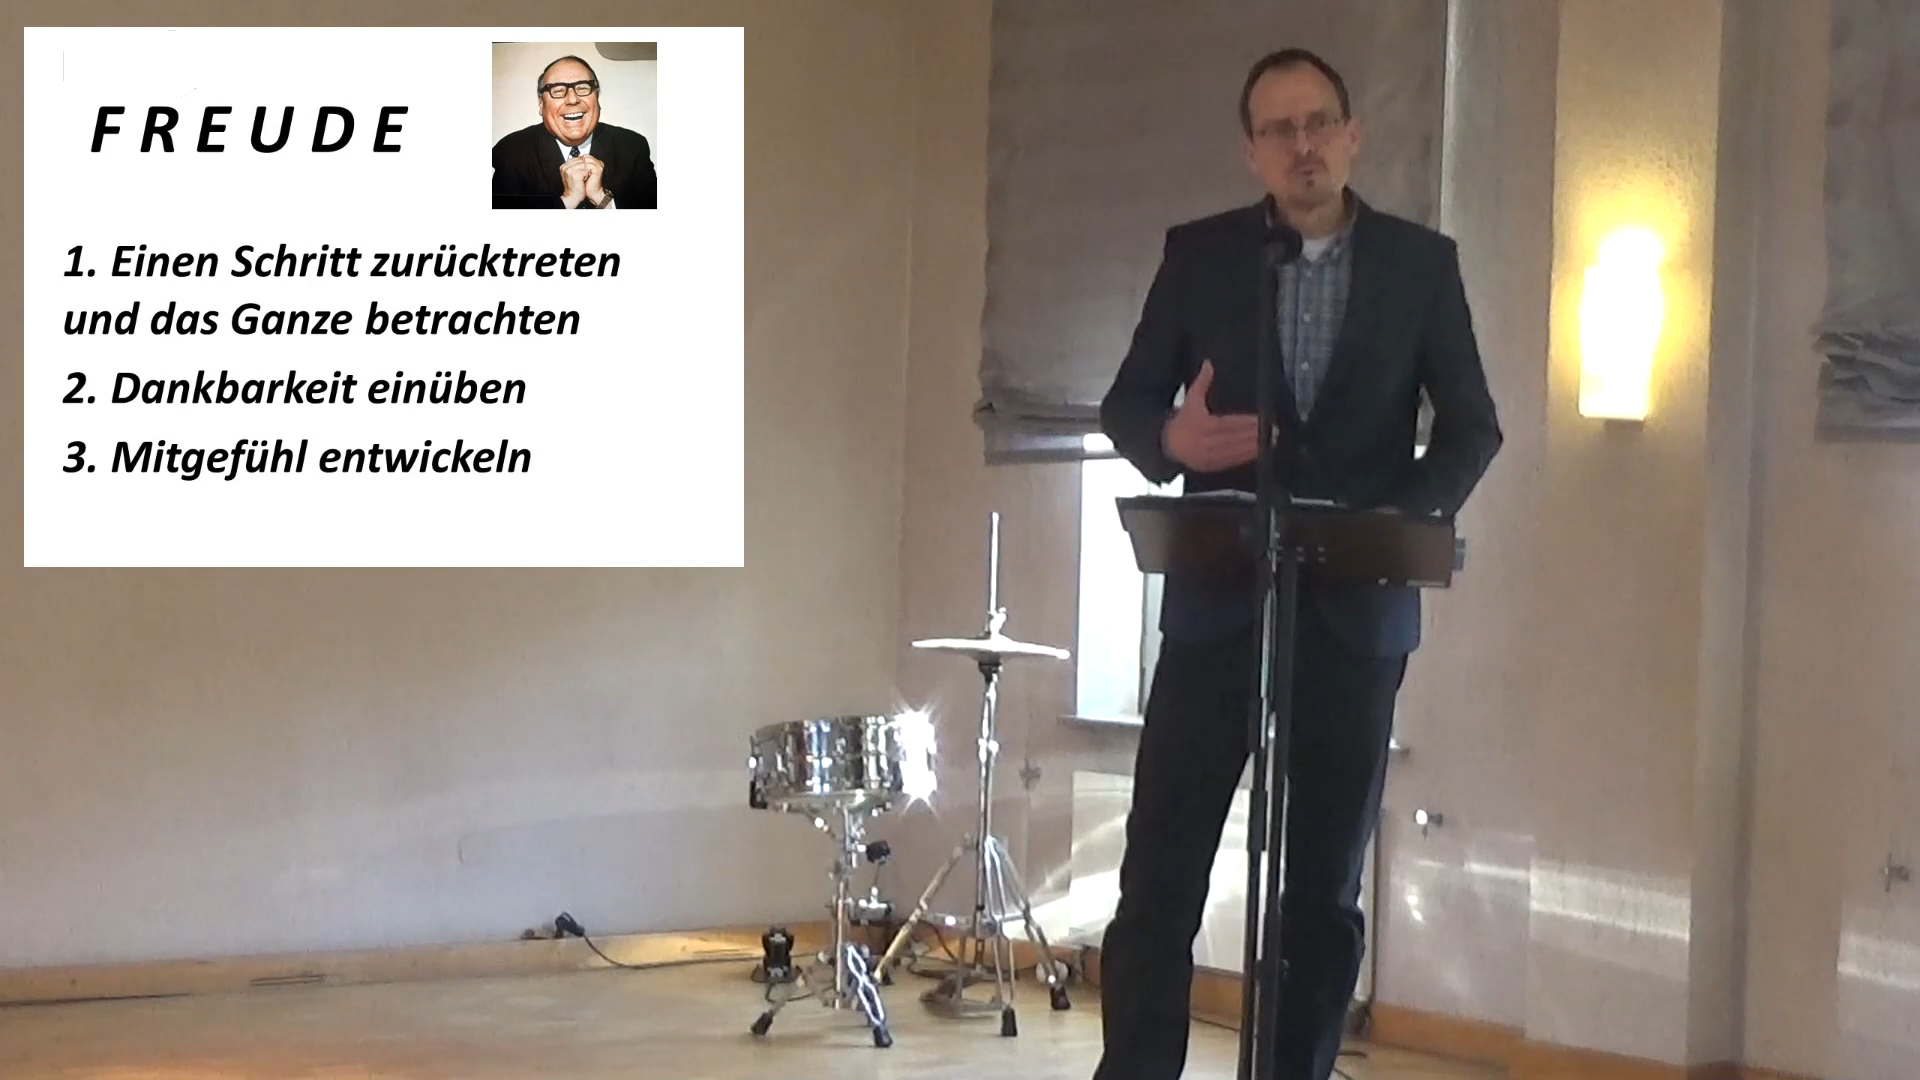 F R E U D E
1. Einen Schritt zurücktreten
und das Ganze betrachten
2. Dankbarkeit einüben
3. Mitgefühl entwickeln